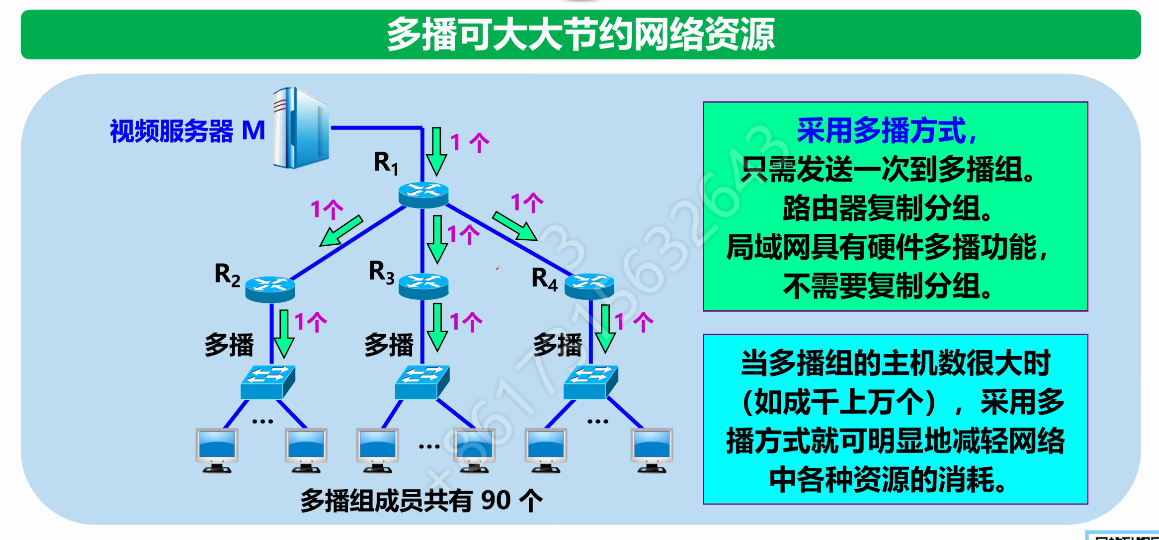 多播可大大节约网络资源
视频服务器 M
1 个
R1
1个
1个
1个
R2
R3
R4
1个
1个
1 个
多播
多播
多播
...
...
...
多播组成员共有 90 个
采用多播方式，
只需发送一次到多播组。
路由器复制分组。
局域网具有硬件多播功能，
不需要复制分组。
当多播组的主机数很大时
（如成千上万个），采用多
播方式就可明显地减轻网络
中各种资源的消耗。